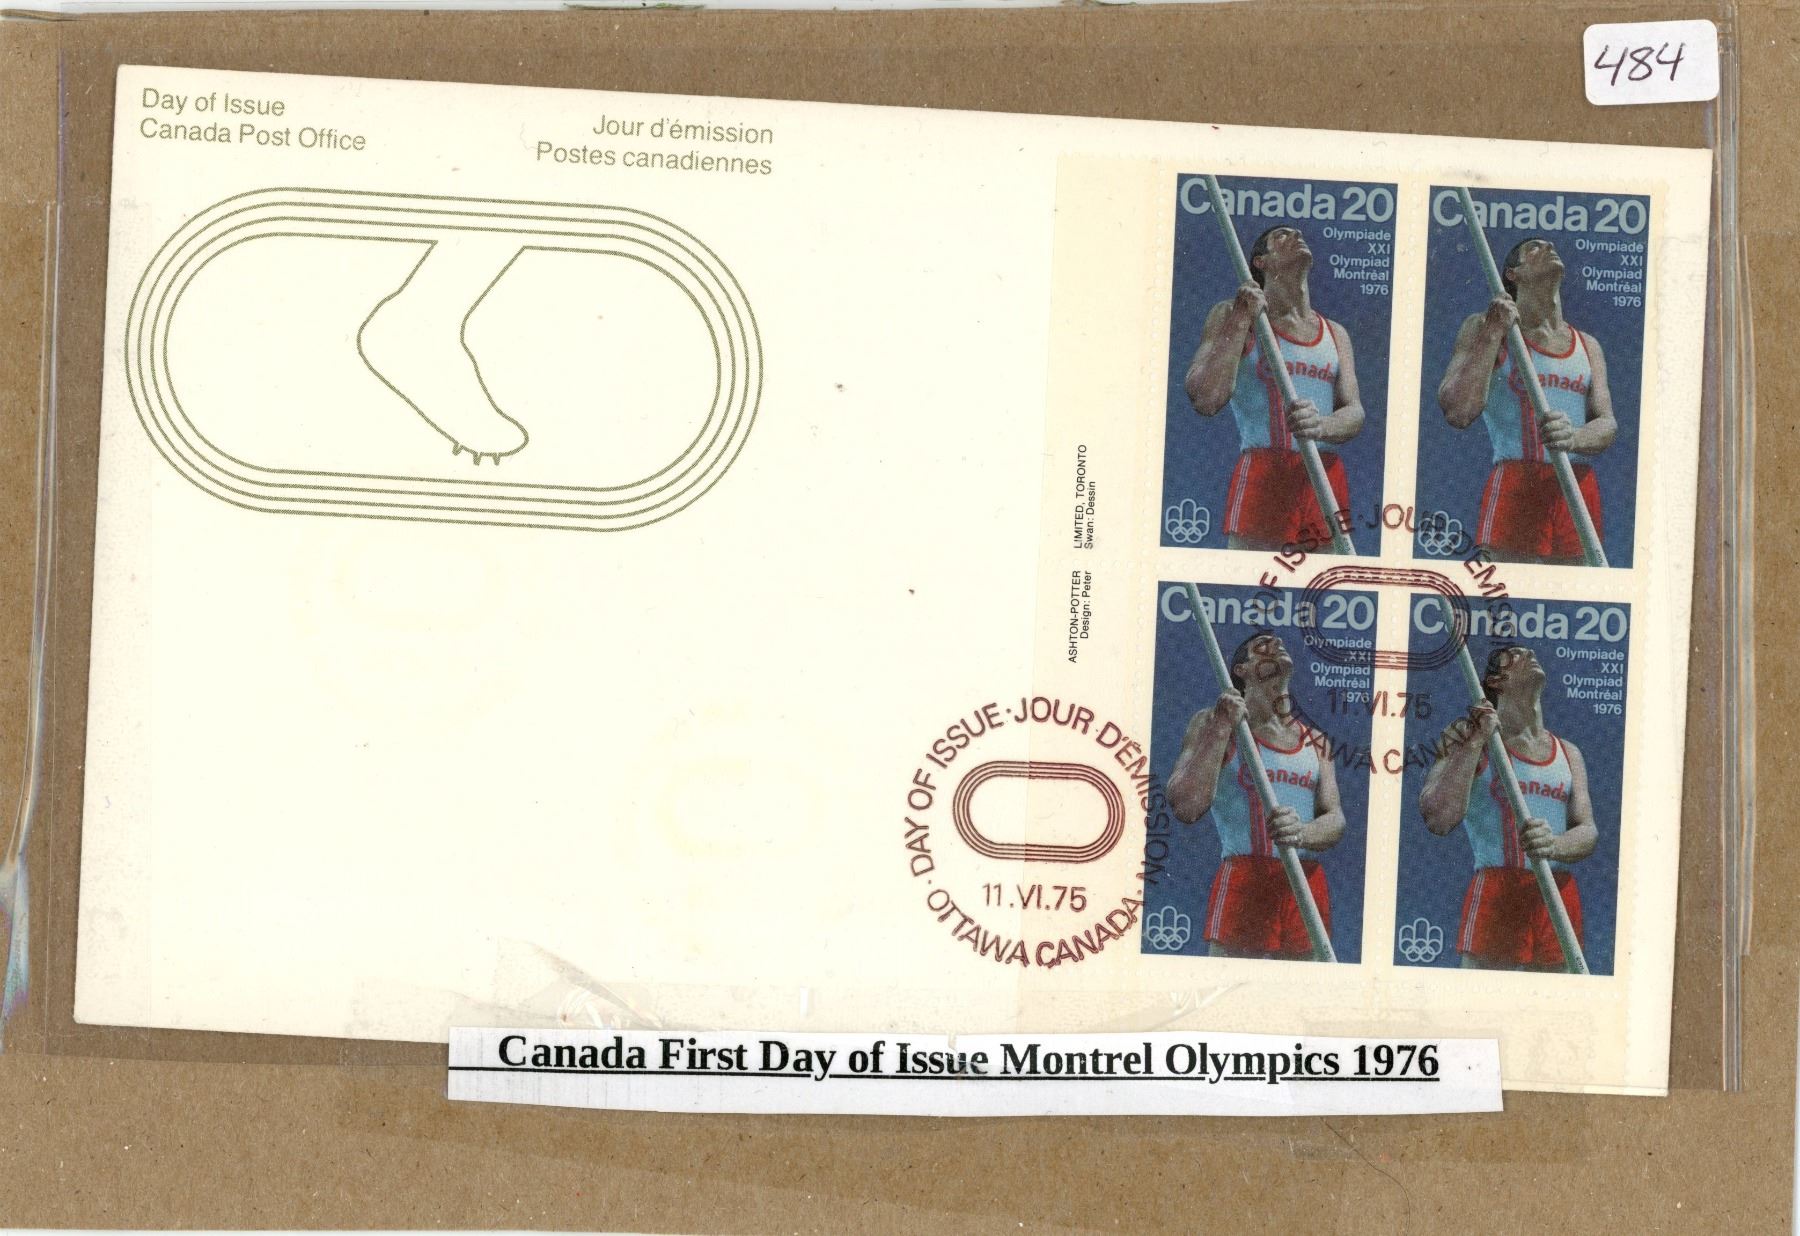 484
Day of Issue
Canada Post Office
Jour d'émission
Postes canadiennes
Canada 20
Olympiade
XXI
Olympiad
Montréal
1976
Canada
Canada 20
Olympiade
XXI
Olympiad
Montréal
1976
Canada
ASHTON-POTTER LIMITED, TORONTO
Design: Peter Swan: Dessin
Canada 20
Olympiade
XXI
Olympiad
Montréal
1976
Canada
Canada 20
Olympiade
XXI
Olympiad
Montréal
1976
Canada
DAY OF ISSUE · JOUR D'ÉMISSION ·
11.VI.75
OTTAWA CANADA ·
DAY OF ISSUE · JOUR D'ÉMISSION ·
11.VI.75
OTTAWA CANADA ·
Canada First Day of Issue Montrel Olympics 1976